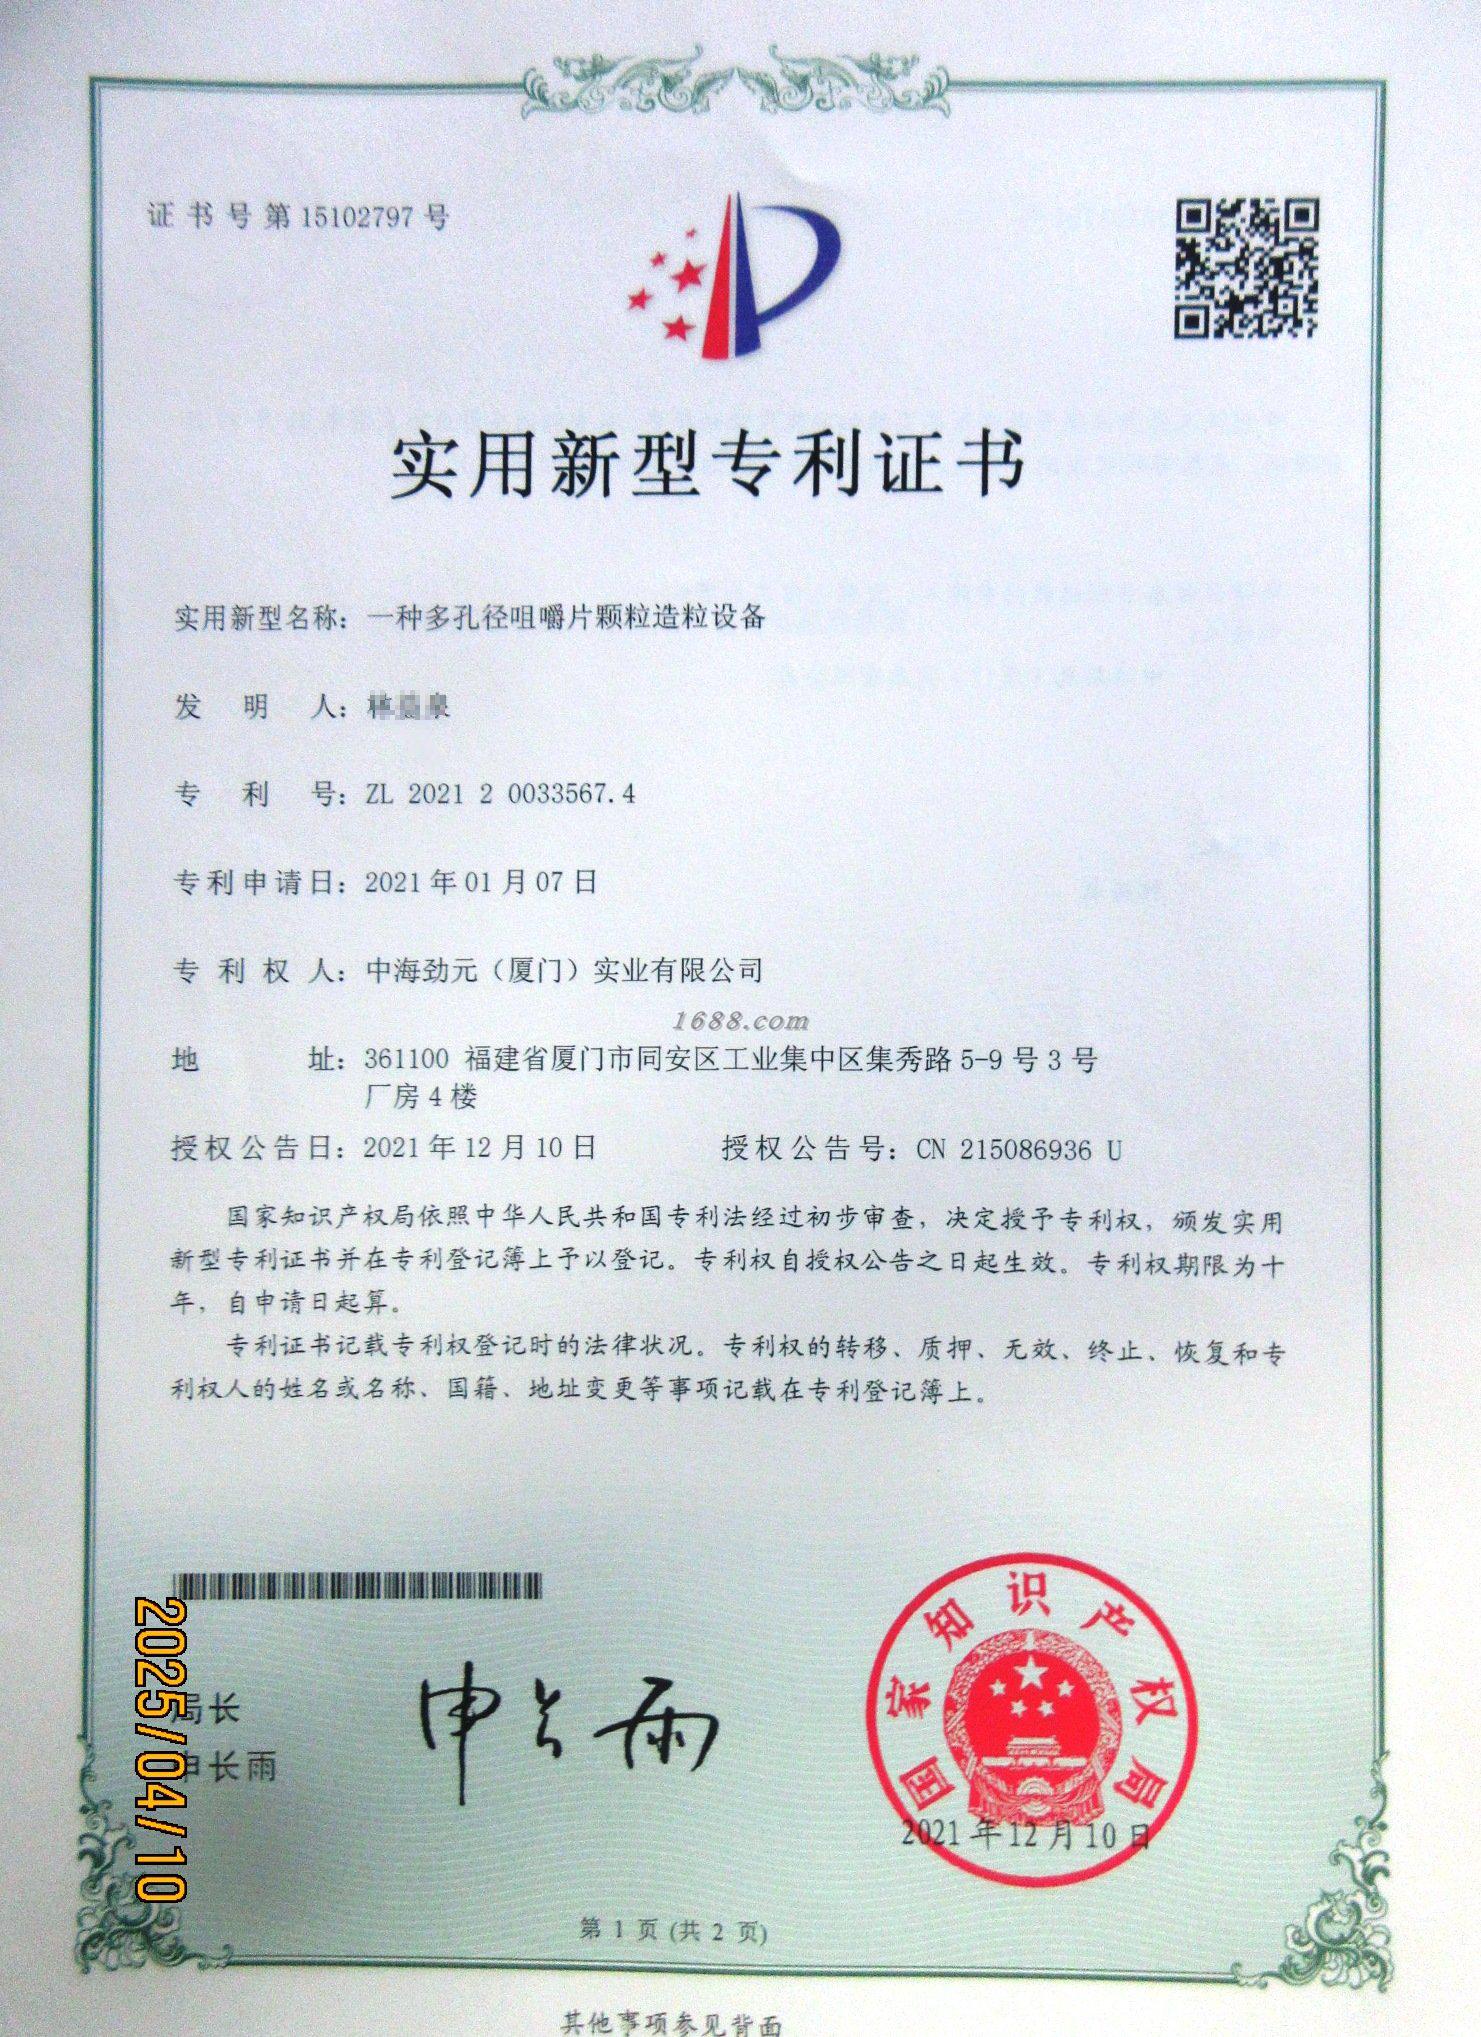 证书号第15102797号
实用新型专利证书
实用新型名称：一种多孔径咀嚼片颗粒造粒设备
发明人：
专利号：ZL 2021 2 0033567.4
专利申请日：2021年01月07日
专利权人：中海劲元（厦门）实业有限公司
1688.com
地址：361100 福建省厦门市同安区工业集中区集秀路5-9号3号
厂房4楼
授权公告日：2021年12月10日 授权公告号：CN 215086936 U
国家知识产权局依照中华人民共和国专利法经过初步审查，决定授予专利权，颁发实用
新型专利证书并在专利登记簿上予以登记。专利权自授权公告之日起生效。专利权期限为十
年，自申请日起算。
专利证书记载专利权登记时的法律状况。专利权的转移、质押、无效、终止、恢复和专
利权人的姓名或名称、国籍、地址变更等事项记载在专利登记簿上。
局长
申长雨
申长雨
国家知识产权局
2021年12月10日
2025/04/10
第 1 页 (共 2 页)
其他事项参见背面